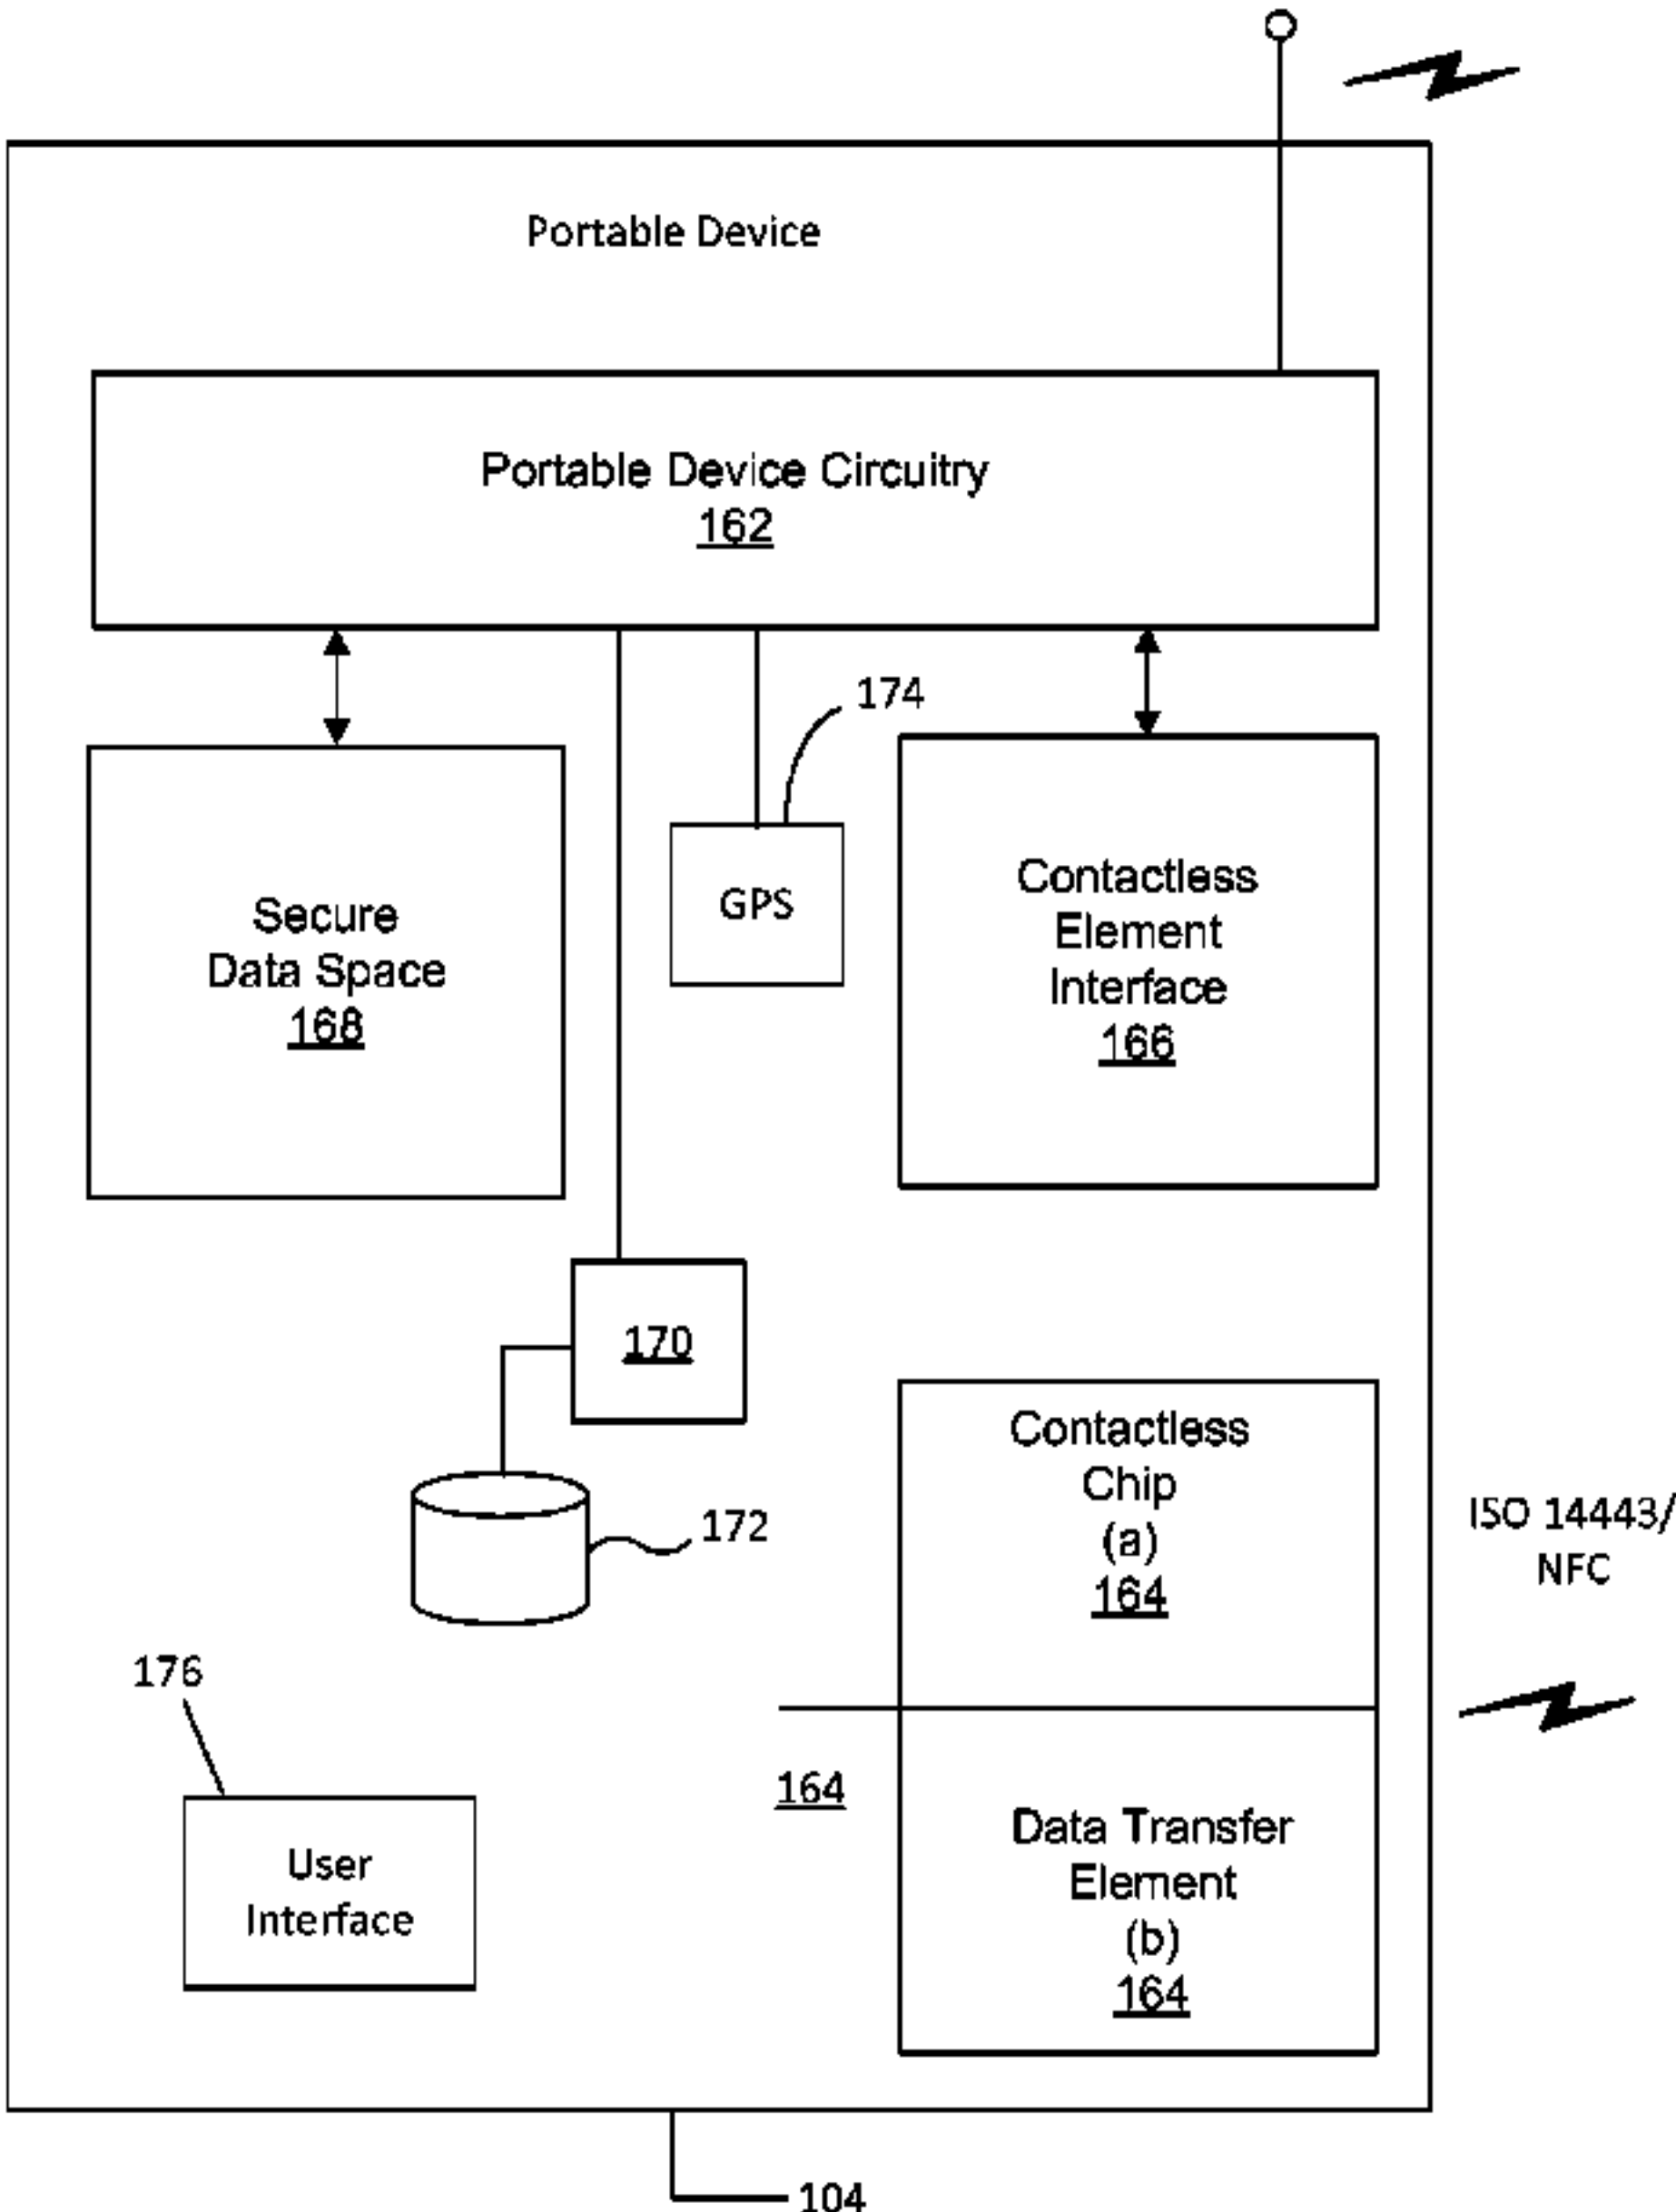 Portable Device
Portable Device Circuitry
162
174
GPS
Secure
Data Space
168
Contactless
Element
Interface
166
170
172
Contactless
Chip
(a)
164
ISO 14443/
NFC
176
164
User
Interface
Data Transfer
Element
(b)
164
104